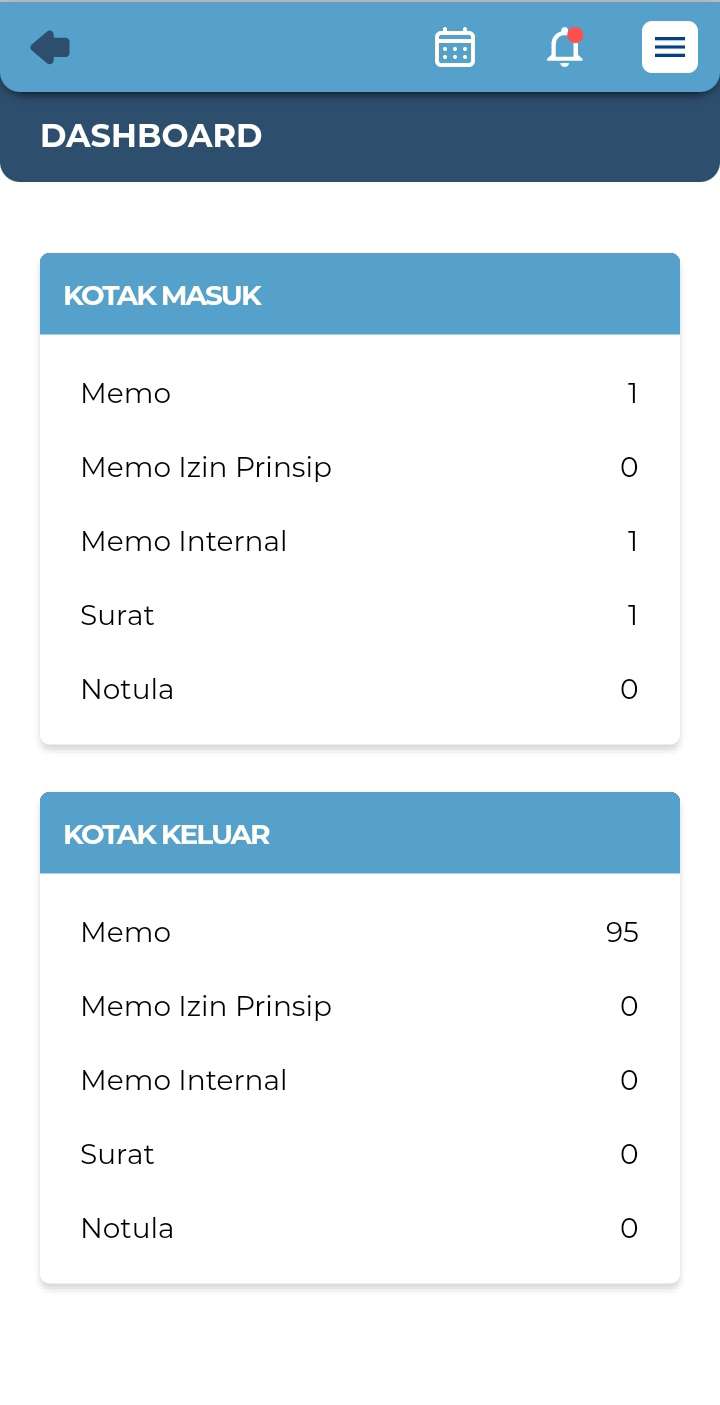 DASHBOARD
KOTAK MASUK
Memo 1
Memo Izin Prinsip 0
Memo Internal 1
Surat 1
Notula 0
KOTAK KELUAR
Memo 95
Memo Izin Prinsip 0
Memo Internal 0
Surat 0
Notula 0